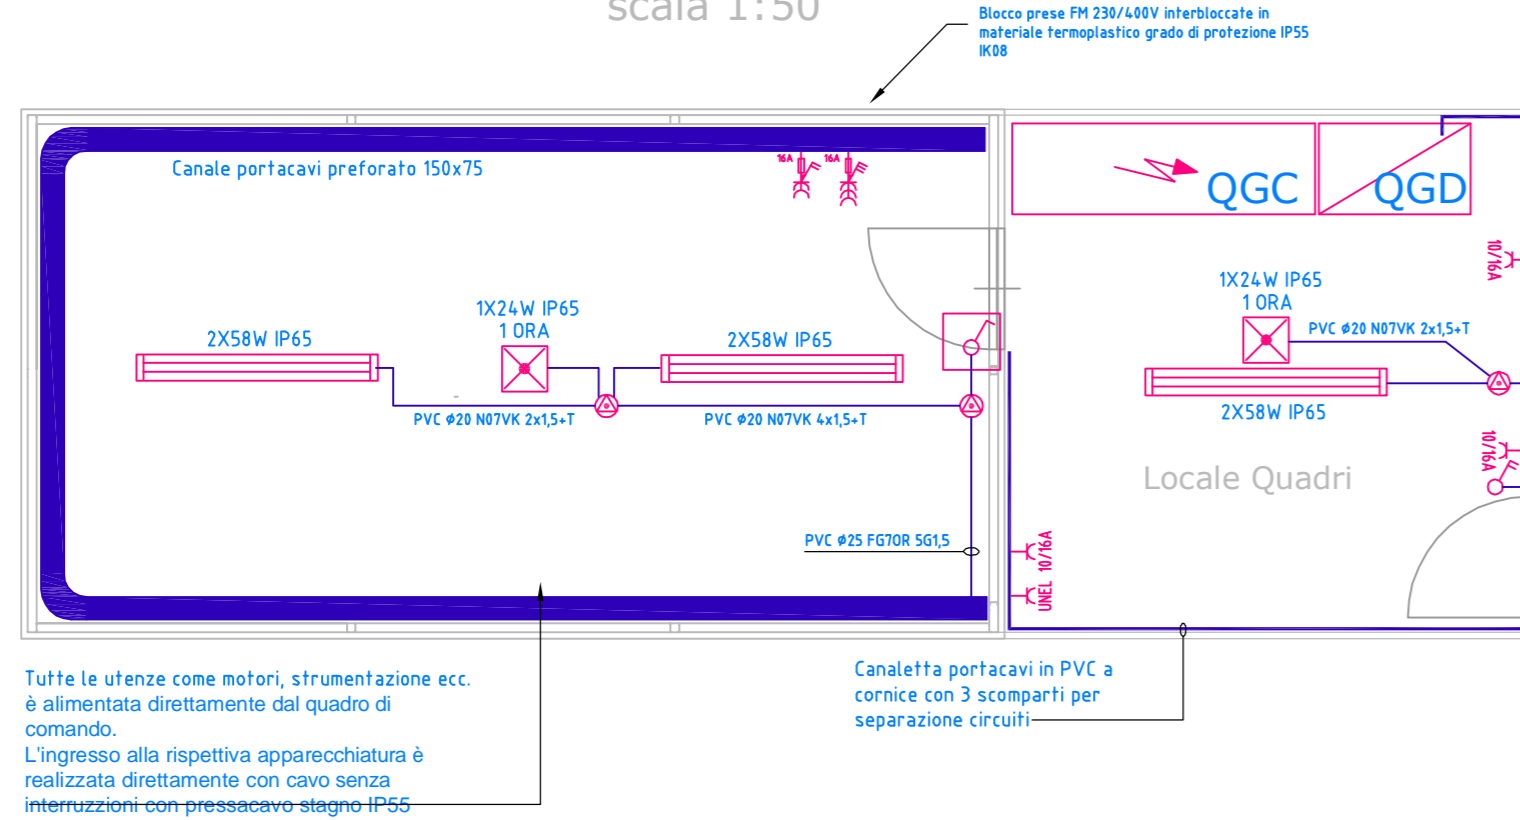 scala 1:50
Blocco prese FM 230/400V interbloccate in
materiale termoplastico grado di protezione IP55
IK08
Canale portacavi preforato 150x75
16A
16A
QGC
QGD
10/16A
1X24W IP65
1 ORA
2X58W IP65
2X58W IP65
1X24W IP65
1 ORA
PVC ø20 N07VK 2x1,5+T
PVC ø20 N07VK 2x1,5+T
PVC ø20 N07VK 4x1,5+T
2X58W IP65
10/16A
Locale Quadri
PVC ø25 FG7OR 5G1,5
10/16A
UNEL
Tutte le utenze come motori, strumentazione ecc.
è alimentata direttamente dal quadro di
comando.
L'ingresso alla rispettiva apparecchiatura è
realizzata direttamente con cavo senza
interruzzioni con pressacavo stagno IP55
Canaletta portacavi in PVC a
cornice con 3 scomparti per
separazione circuiti